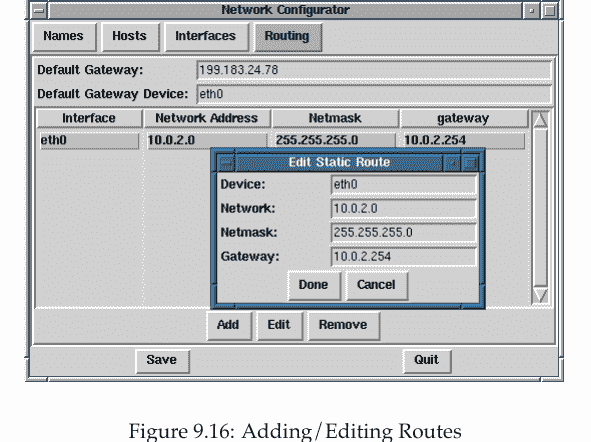 Network Configurator
Names Hosts Interfaces Routing
Default Gateway: 199.183.24.78
Default Gateway Device: eth0
Interface Network Address Netmask gateway
eth0 10.0.2.0 255.255.255.0 10.0.2.254
Edit Static Route
Device: eth0
Network: 10.0.2.0
Netmask: 255.255.255.0
Gateway: 10.0.2.254
Done Cancel
Add Edit Remove
Save Quit
Figure 9.16: Adding/Editing Routes